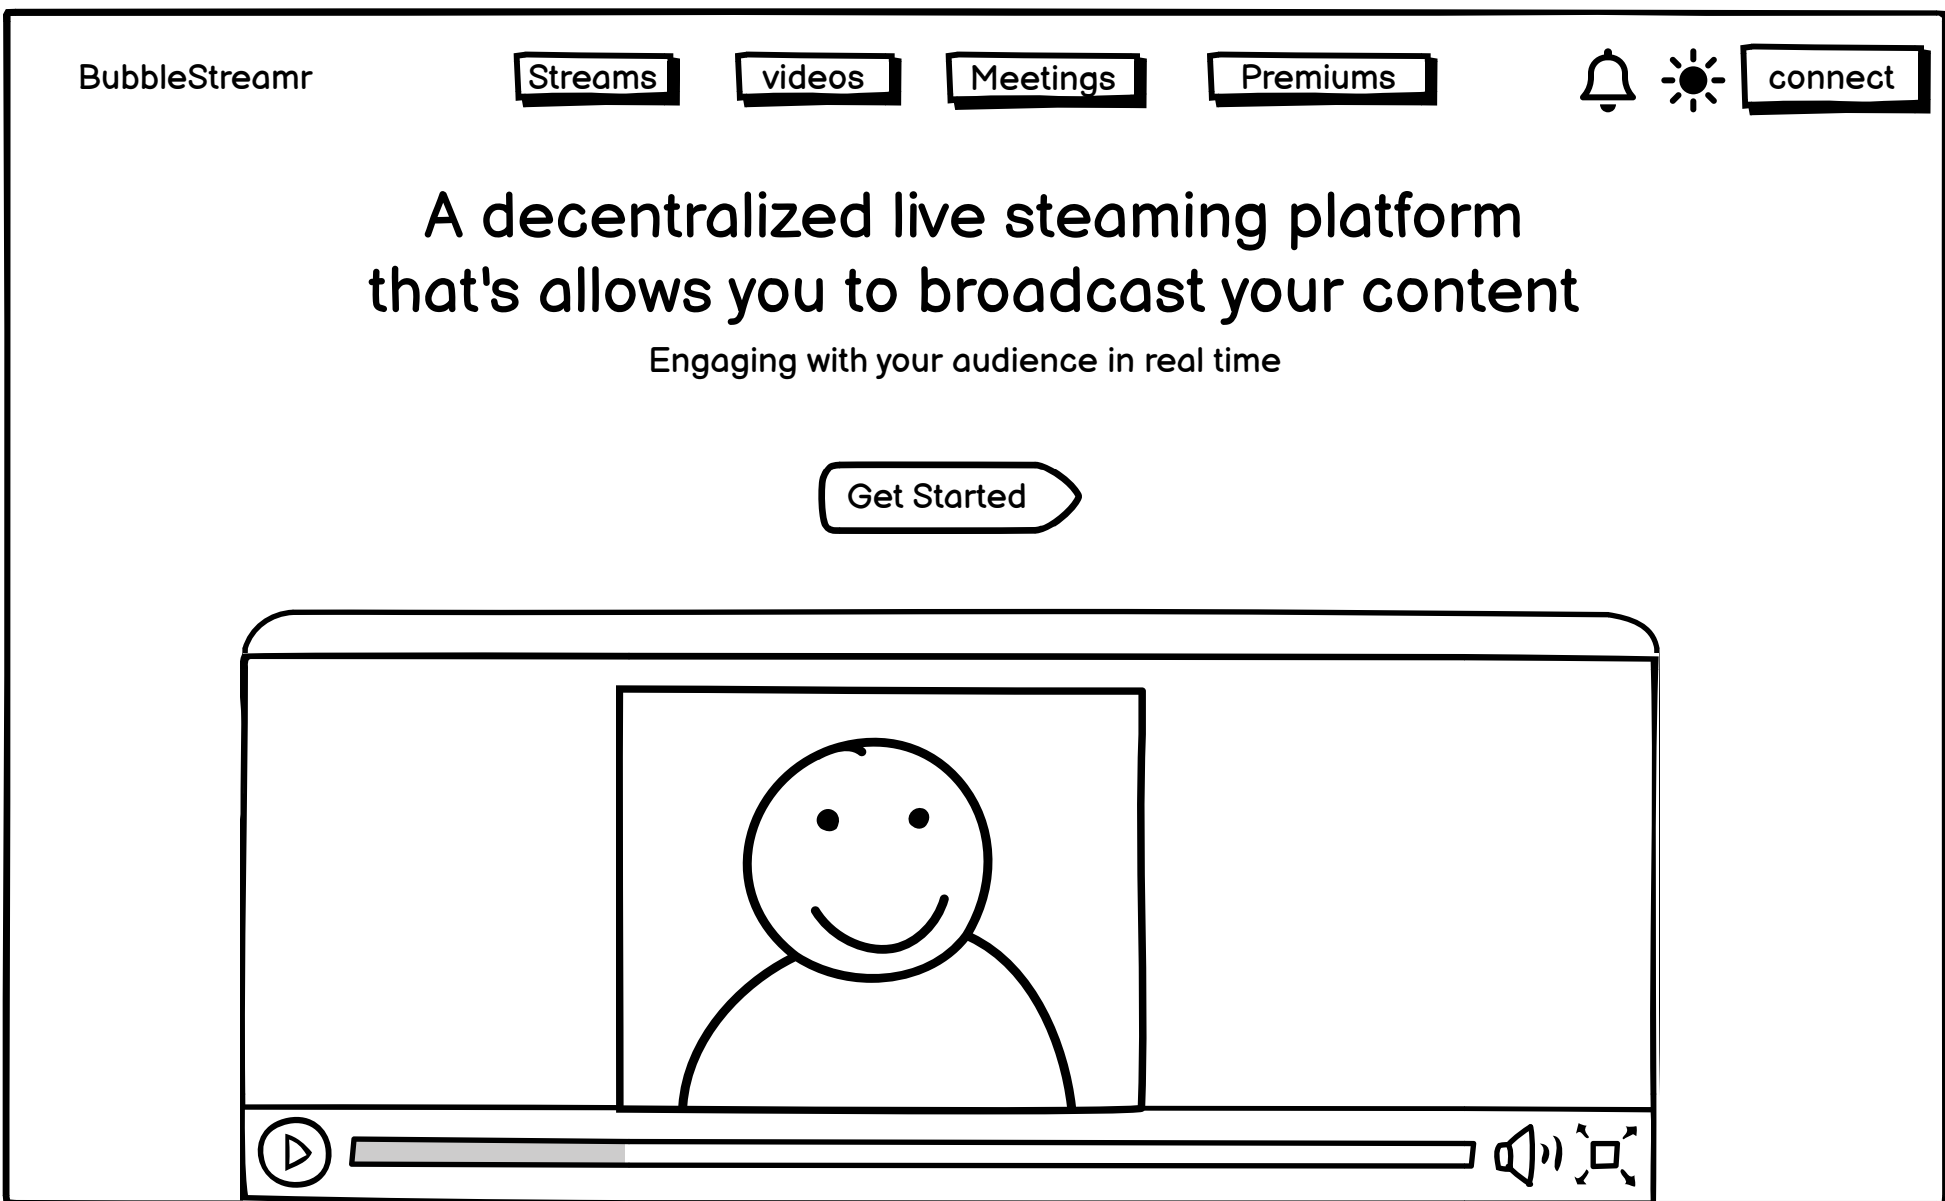 BubbleStreamr
Streams
videos
Meetings
Premiums
connect
A decentralized live steaming platform
that's allows you to broadcast your content
Engaging with your audience in real time
Get Started